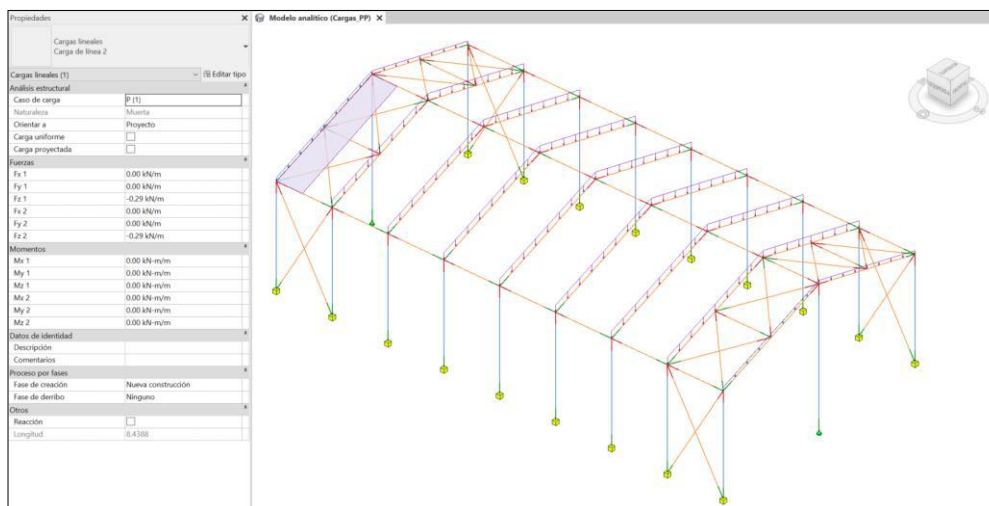 Propiedades
Cargas lineales
Carga de línea 2
Cargas lineales (1)
Editar tipo
Análisis estructural
Caso de carga P (1)
Naturaleza Muerta
Orientar a Proyecto
Carga uniforme
Carga proyectada
Fuerzas
Fx 1 0.00 kN/m
Fy 1 0.00 kN/m
Fz 1 -0.29 kN/m
Fx 2 0.00 kN/m
Fy 2 0.00 kN/m
Fz 2 -0.29 kN/m
Momentos
Mx 1 0.00 kN-m/m
My 1 0.00 kN-m/m
Mz 1 0.00 kN-m/m
Mx 2 0.00 kN-m/m
My 2 0.00 kN-m/m
Mz 2 0.00 kN-m/m
Datos de identidad
Descripción
Comentarios
Proceso por fases
Fase de creación Nueva construcción
Fase de derribo Ninguno
Otros
Reacción
Longitud 8.4388
Modelo analítico (Cargas_PP)